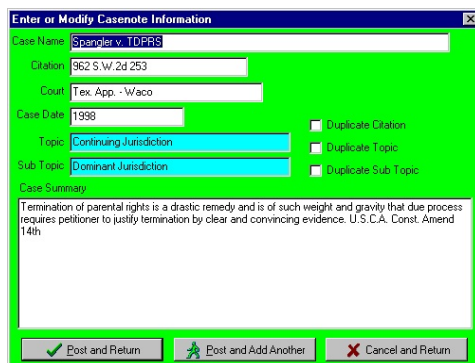 Enter or Modify Casenote Information
Case Name Spangler v. TDPRS
Citation 962 S.W.2d 253
Court Tex. App. - Waco
Case Date 1998
Duplicate Citation
Topic Continuing Jurisdiction
Duplicate Topic
Sub Topic Dominant Jurisdiction
Duplicate Sub Topic
Case Summary
Termination of parental rights is a drastic remedy and is of such weight and gravity that due process
requires petitioner to justify termination by clear and convincing evidence. U.S.C.A. Const. Amend
14th
Post and Return Post and Add Another Cancel and Return